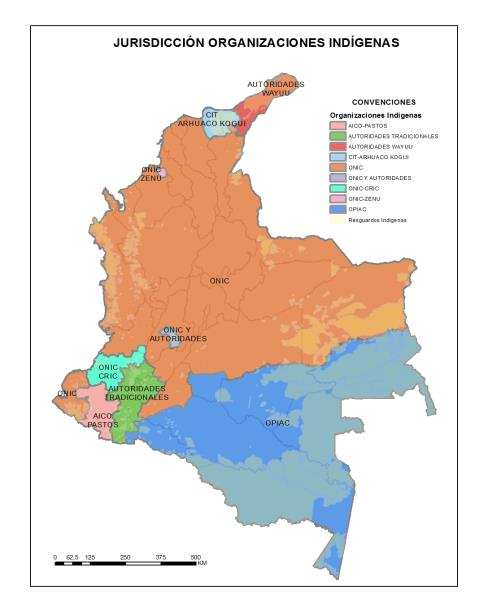 JURISDICCIÓN ORGANIZACIONES INDÍGENAS
AUTORIDADES
WAYUU
CIT
ARHUACO KOGUI
CONVENCIONES
Organizaciones Indigenas
AICO-PASTOS
AUTORIDADES TRADICIONALES
AUTORIDADES WAYUU
CIT-ARHUACO KOGUI
ONIC
ONIC Y AUTORIDADES
ONIC-CRIC
ONIC-ZENU
OPIAC
Resguardos Indigenas
ONIC
ZENU
ONIC
ONIC Y
AUTORIDADES
ONIC
CRIC
AUTORIDADES
TRADICIONALES
ONIC
AICO
PASTOS
OPIAC
0 62.5 125 250 375 500
KM